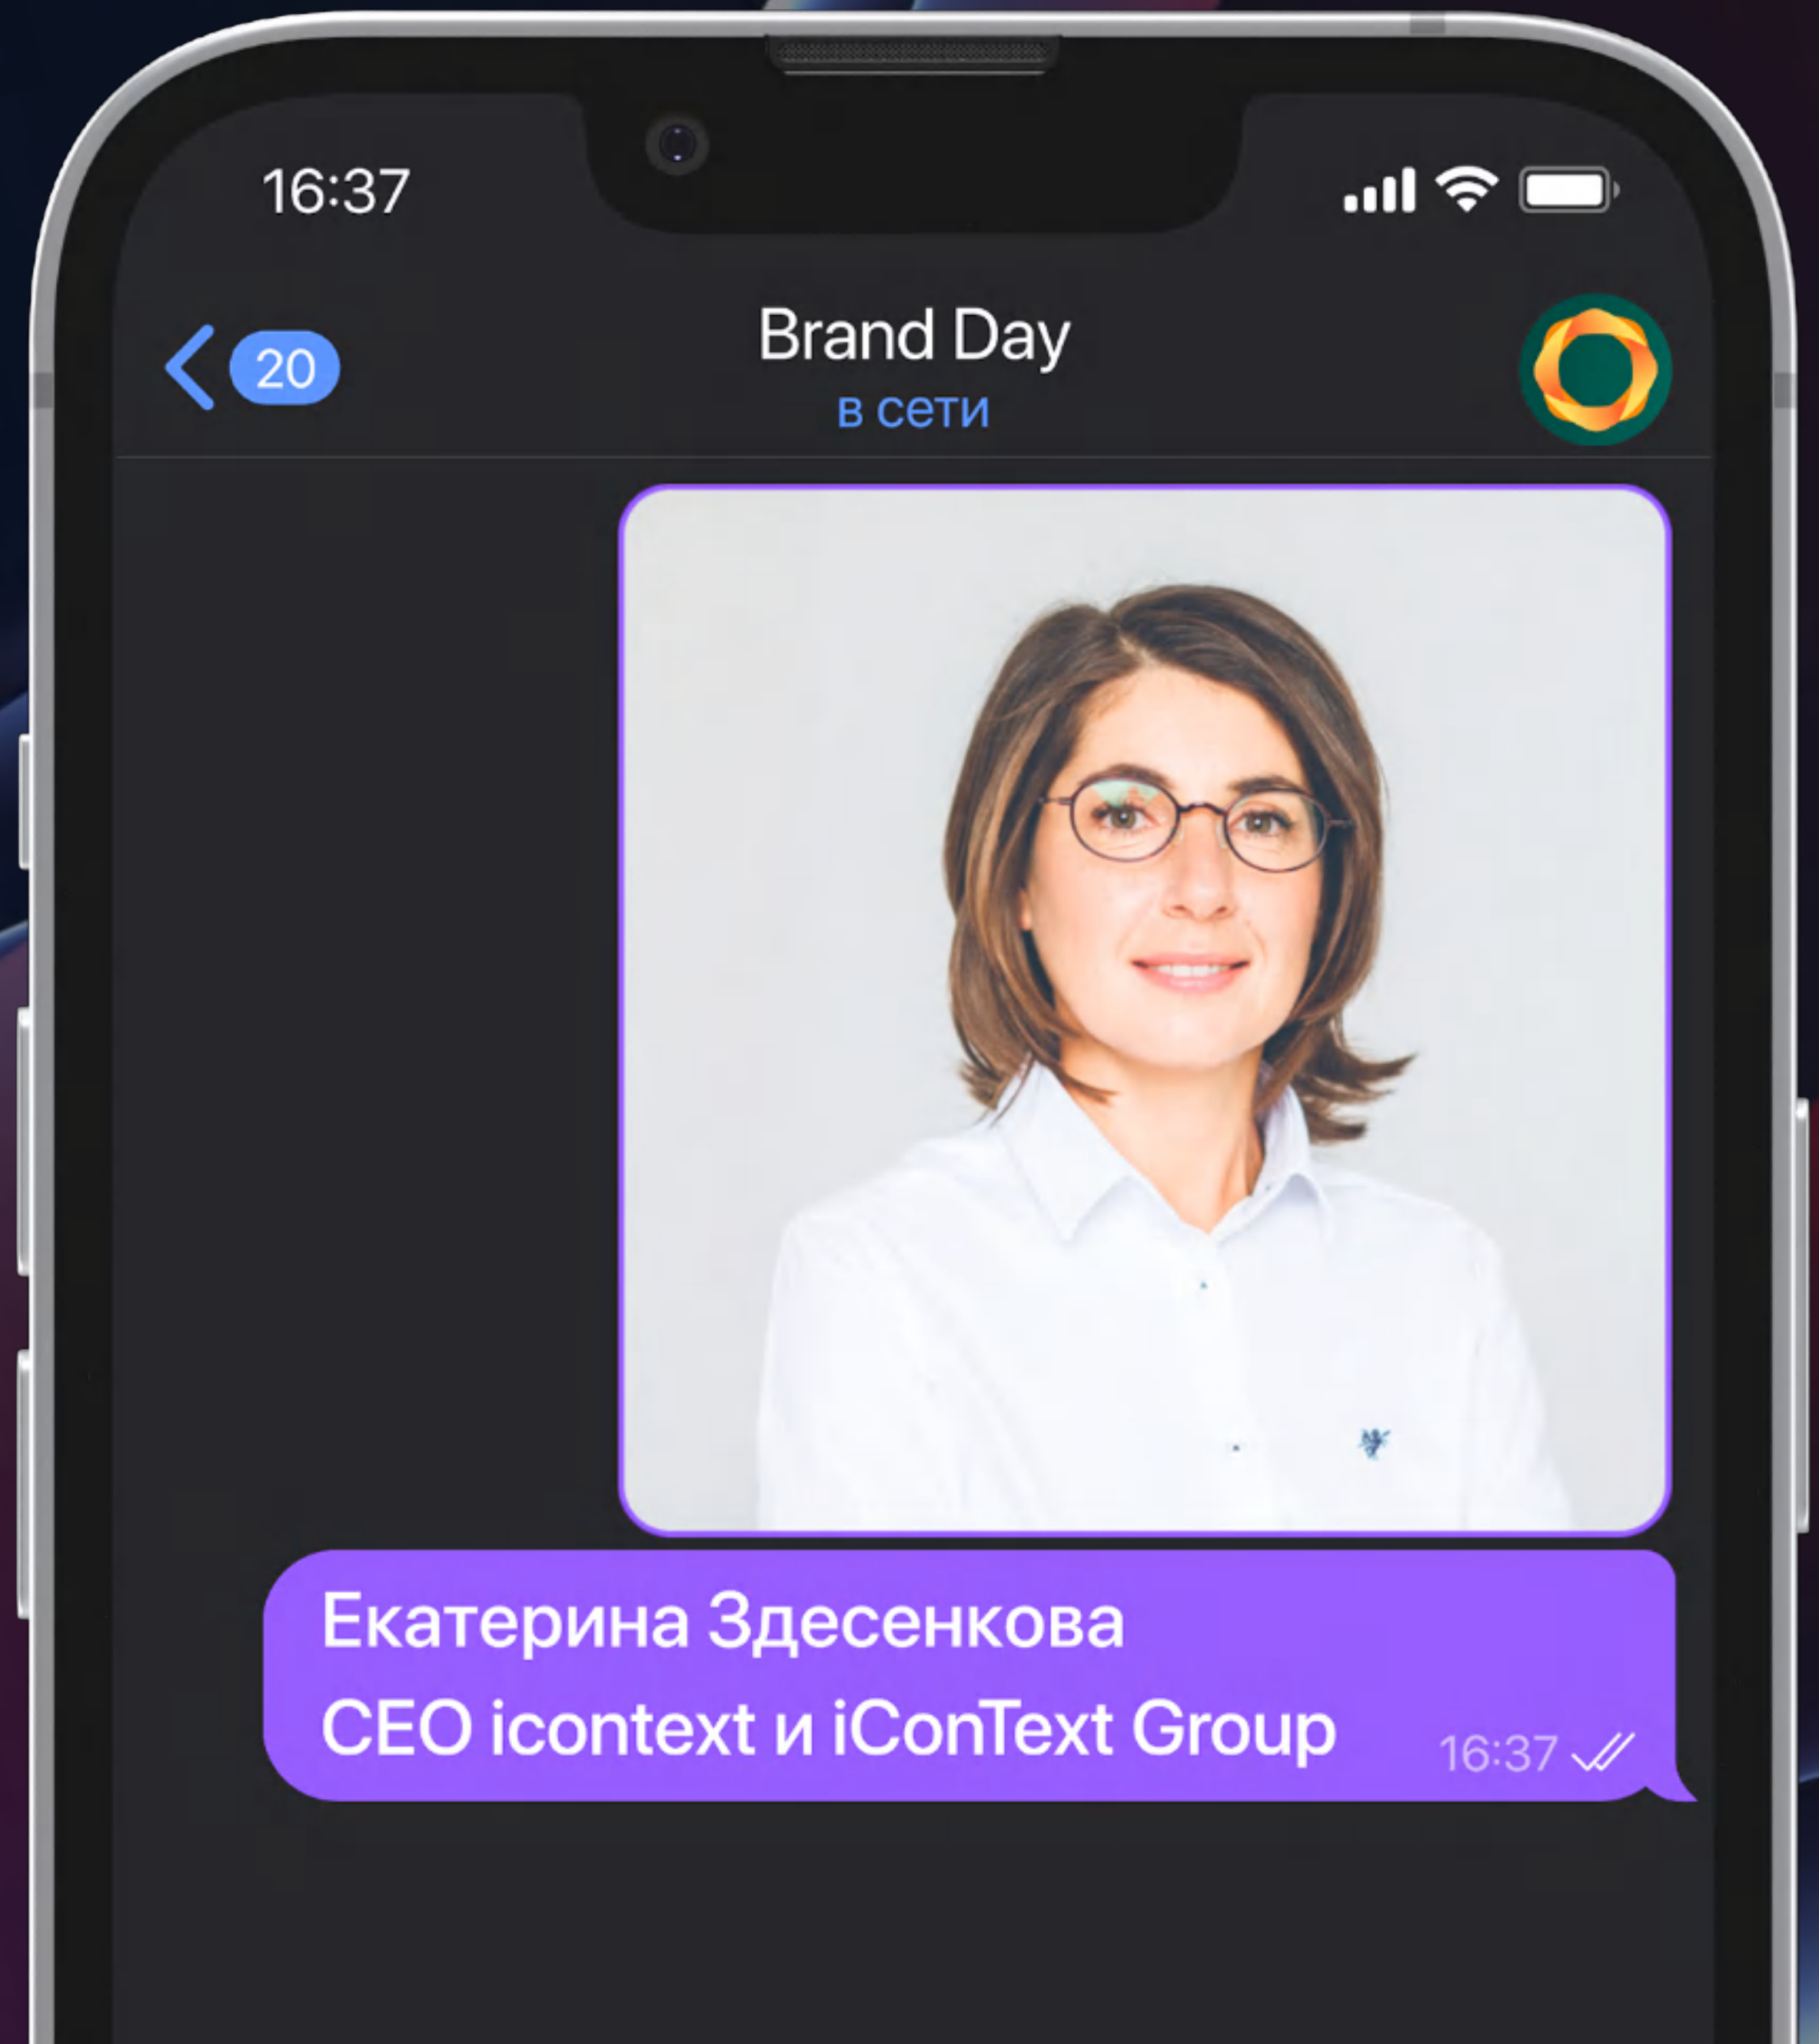 16:37
20
Brand Day
в сети
Екатерина Здесенкова
CEO icontext и iConText Group
16:37